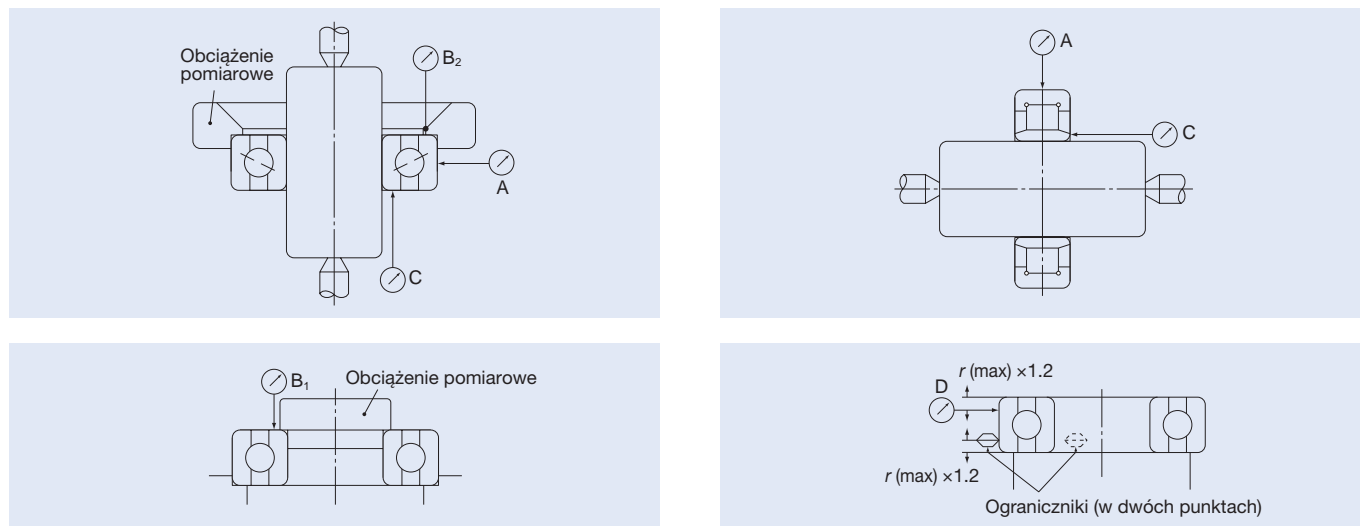 Obciążenie
pomiarowe
B₂
A
C
A
C
B₁
Obciążenie pomiarowe
D
r (max) ×1.2
r (max) ×1.2
Ograniczniki (w dwóch punktach)